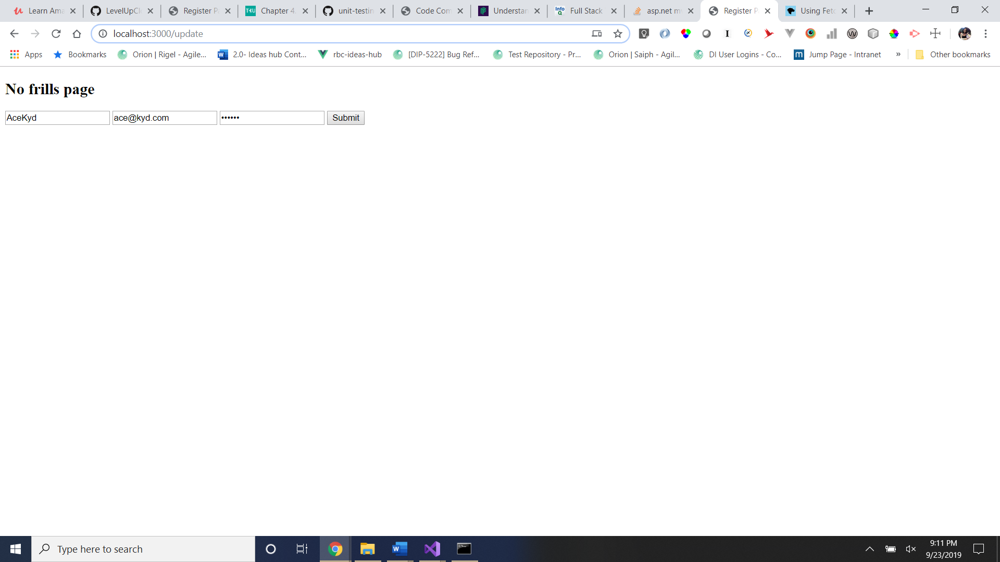 Learn Ama LevelUpCl Register P Chapter 4. unit-testin Code Com Understan Full Stack asp.net m Register P Using Fetc
localhost:3000/update
Apps Bookmarks Orion | Rigel - Agile... 2.0- Ideas hub Cont... rbc-ideas-hub [DIP-5222] Bug Ref... Test Repository - Pr... Orion | Saiph - Agil... DI User Logins - Co... Jump Page - Intranet » Other bookmarks
No frills page
AceKyd ace@kyd.com •••••• Submit
Type here to search
9:11 PM
9/23/2019